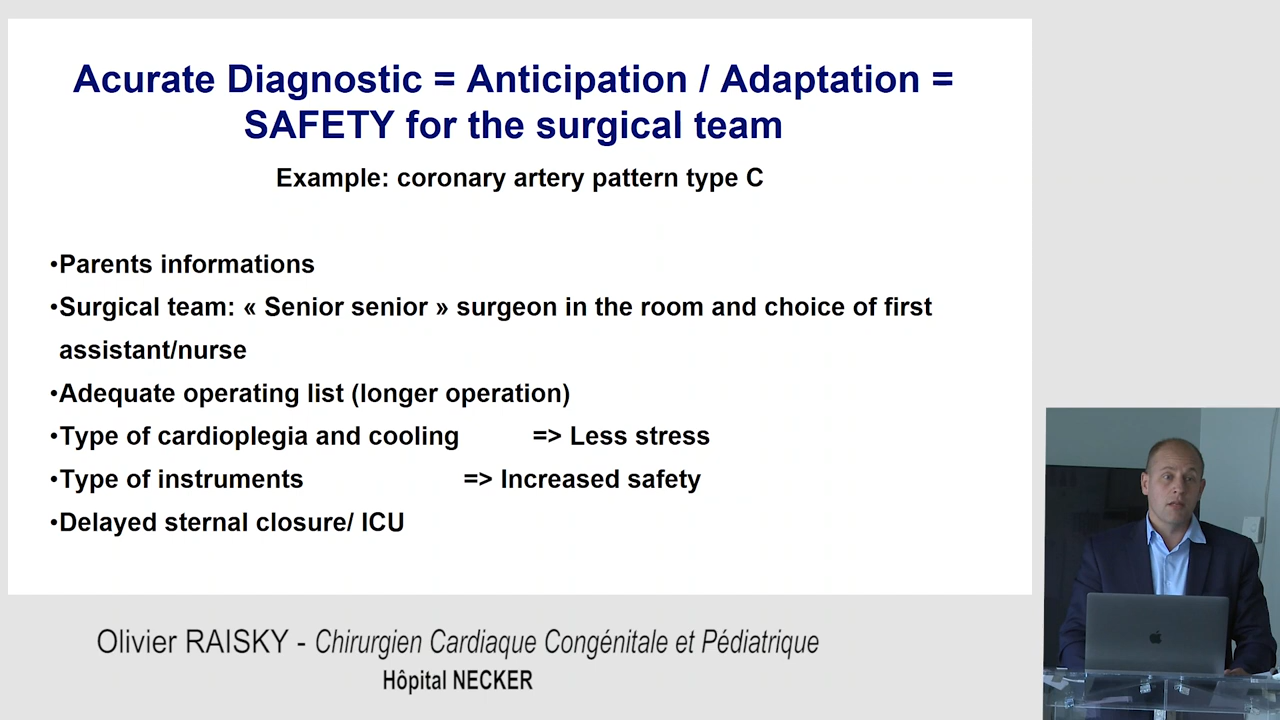 Acurate Diagnostic = Anticipation / Adaptation =
SAFETY for the surgical team
Example: coronary artery pattern type C
•Parents informations
•Surgical team: « Senior senior » surgeon in the room and choice of first
assistant/nurse
•Adequate operating list (longer operation)
•Type of cardioplegia and cooling => Less stress
•Type of instruments => Increased safety
•Delayed sternal closure/ ICU
Olivier RAISKY - Chirurgien Cardiaque Congénitale et Pédiatrique
Hôpital NECKER